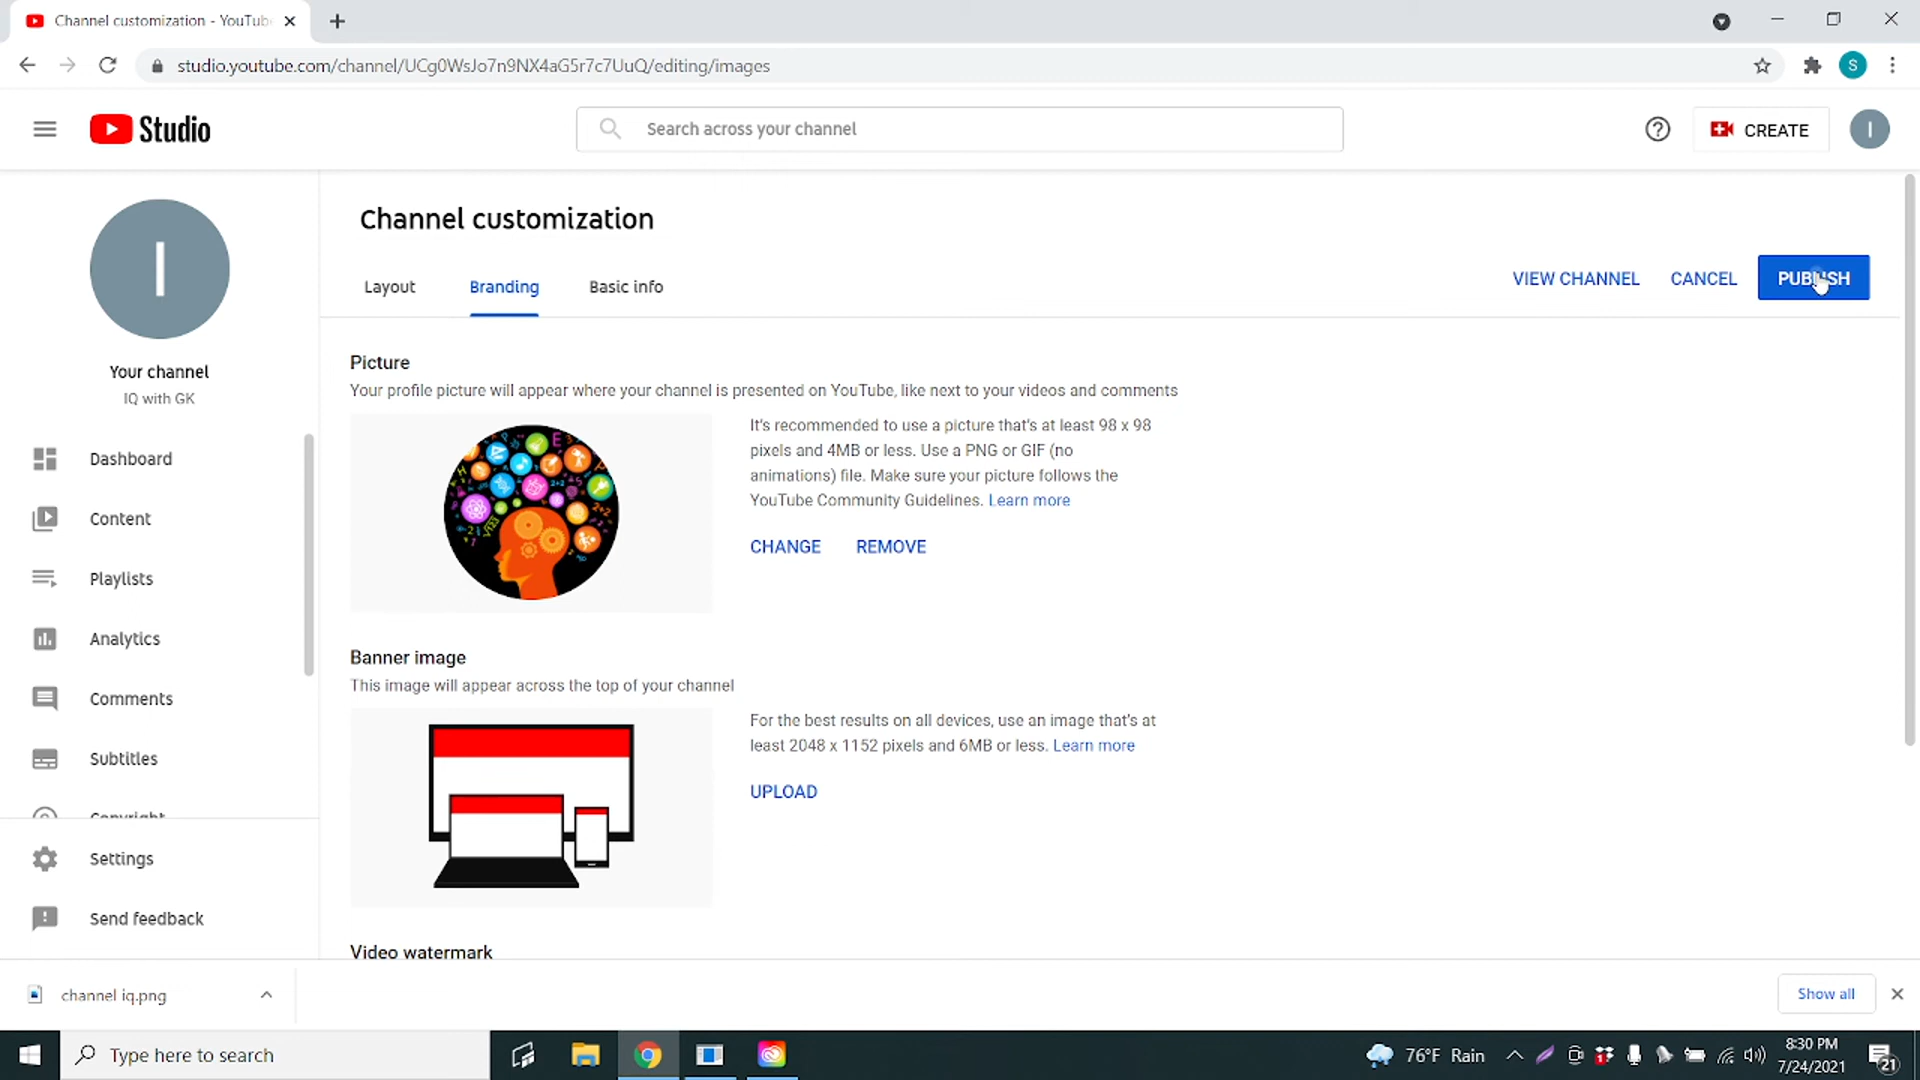 Channel customization - YouTub
studio.youtube.com/channel/UCg0WsJo7n9NX4aG5r7c7UuQ/editing/images
S
Studio
Search across your channel
CREATE
I
I
Your channel
IQ with GK
Dashboard
Content
Playlists
Analytics
Comments
Subtitles
Copyright
Settings
Send feedback
Channel customization
Layout
Branding
Basic info
VIEW CHANNEL
CANCEL
PUBLISH
Picture
Your profile picture will appear where your channel is presented on YouTube, like next to your videos and comments
It's recommended to use a picture that's at least 98 x 98
pixels and 4MB or less. Use a PNG or GIF (no
animations) file. Make sure your picture follows the
YouTube Community Guidelines. Learn more
CHANGE
REMOVE
Banner image
This image will appear across the top of your channel
For the best results on all devices, use an image that's at
least 2048 x 1152 pixels and 6MB or less. Learn more
UPLOAD
Video watermark
channel iq.png
Show all
Type here to search
76°F Rain
8:30 PM
7/24/2021
21